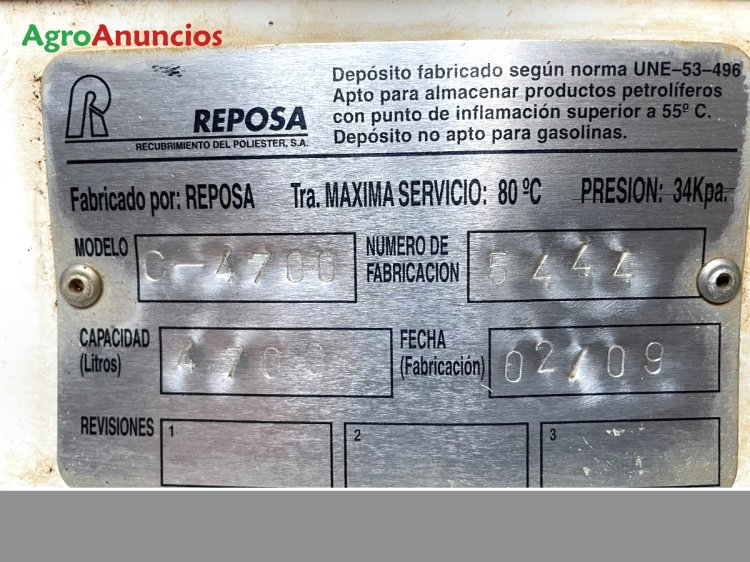 AgroAnuncios
R
REPOSA
RECUBRIMIENTO DEL POLIESTER, S.A.
Depósito fabricado según norma UNE-53-496
Apto para almacenar productos petrolíferos
con punto de inflamación superior a 55º C.
Depósito no apto para gasolinas.
Fabricado por: REPOSA Tra. MAXIMA SERVICIO: 80 ºC PRESION: 34Kpa.
MODELO C-4700 NUMERO DE FABRICACION 5444
CAPACIDAD (Litros) 4.700 FECHA (Fabricación) 02/09
REVISIONES 1 2 3